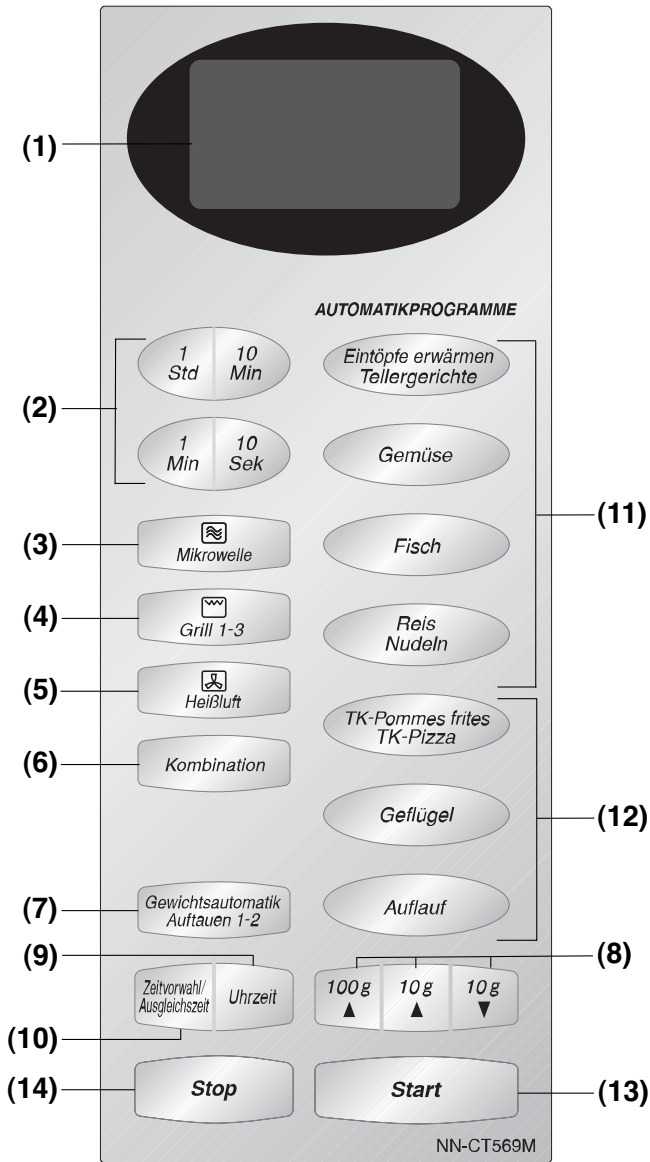 (1)
AUTOMATIKPROGRAMME
(2)
1 Std
10 Min
1 Min
10 Sek
(3)
Mikrowelle
(4)
Grill 1-3
(5)
Heißluft
(6)
Kombination
(7)
Gewichtsautomatik
Auftauen 1-2
(9)
Zeitvorwahl/
Ausgleichszeit
Uhrzeit
(10)
(14)
Stop
Eintöpfe erwärmen
Tellergerichte
Gemüse
Fisch
Reis
Nudeln
(11)
TK-Pommes frites
TK-Pizza
Geflügel
Auflauf
(12)
(8)
100 g ▲
10 g ▲
10 g ▼
Start
(13)
NN-CT569M